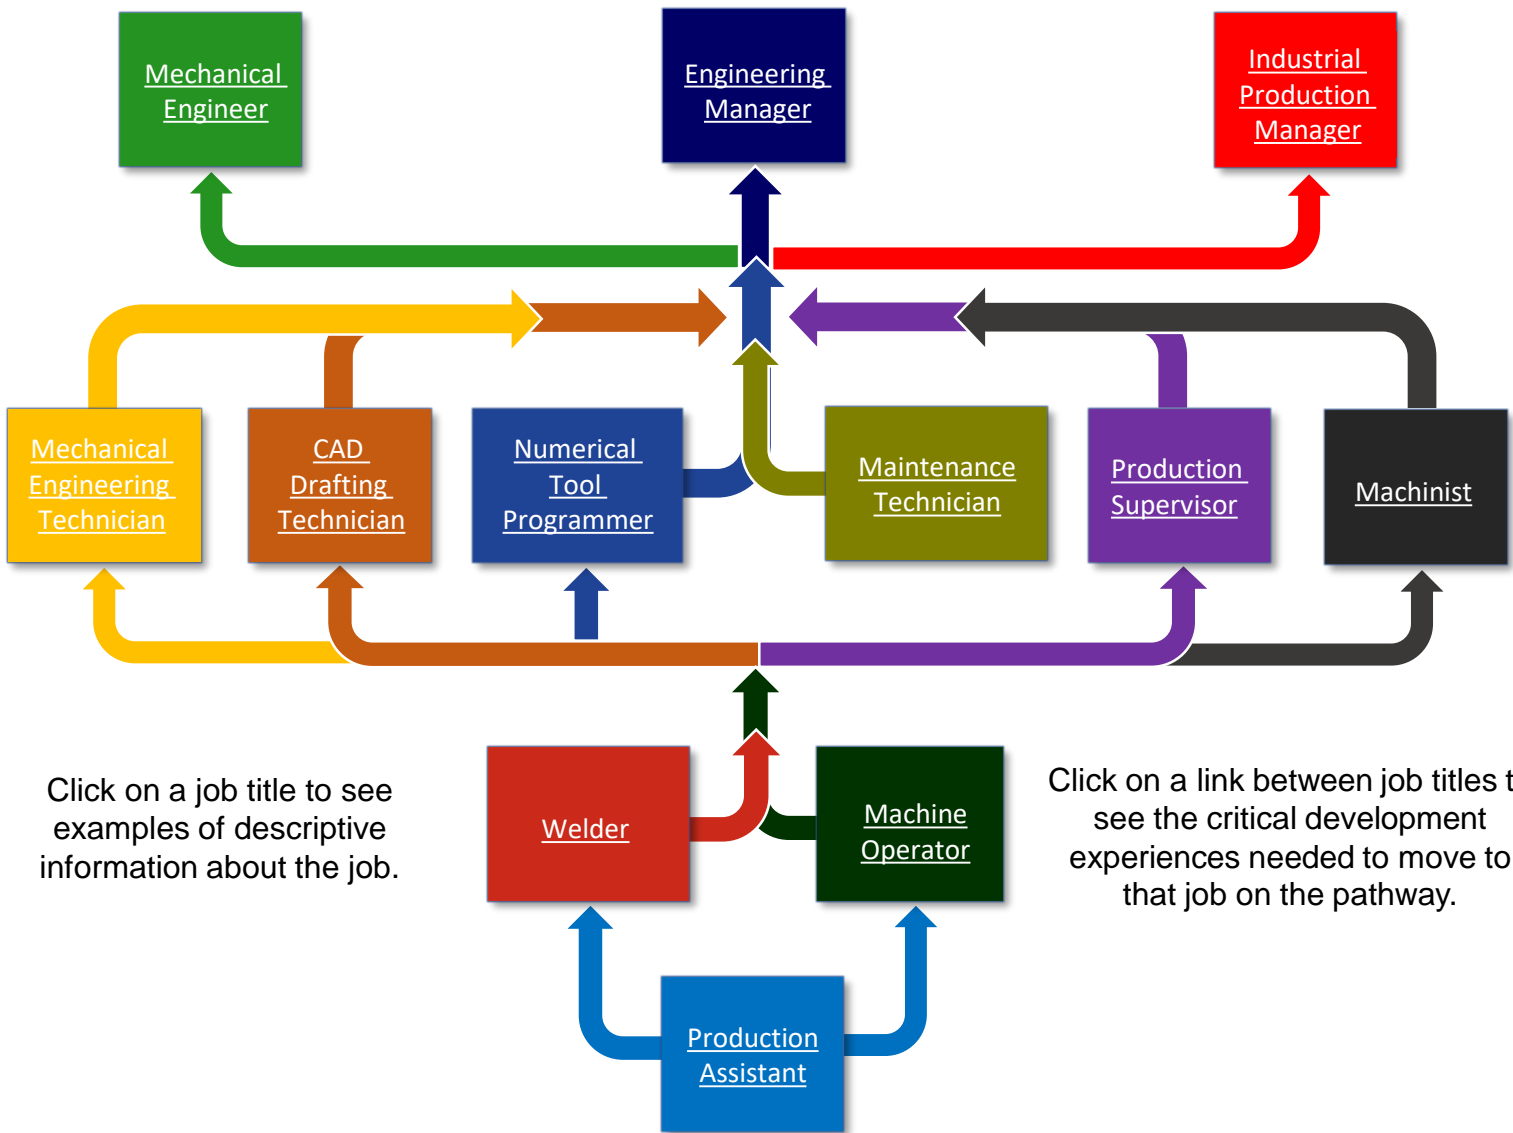 Mechanical
Engineer
Engineering
Manager
Industrial
Production
Manager
Mechanical
Engineering
Technician
CAD
Drafting
Technician
Numerical
Tool
Programmer
Maintenance
Technician
Production
Supervisor
Machinist
Click on a job title to see
examples of descriptive
information about the job.
Welder
Machine
Operator
Click on a link between job titles t
see the critical development
experiences needed to move to
that job on the pathway.
Production
Assistant